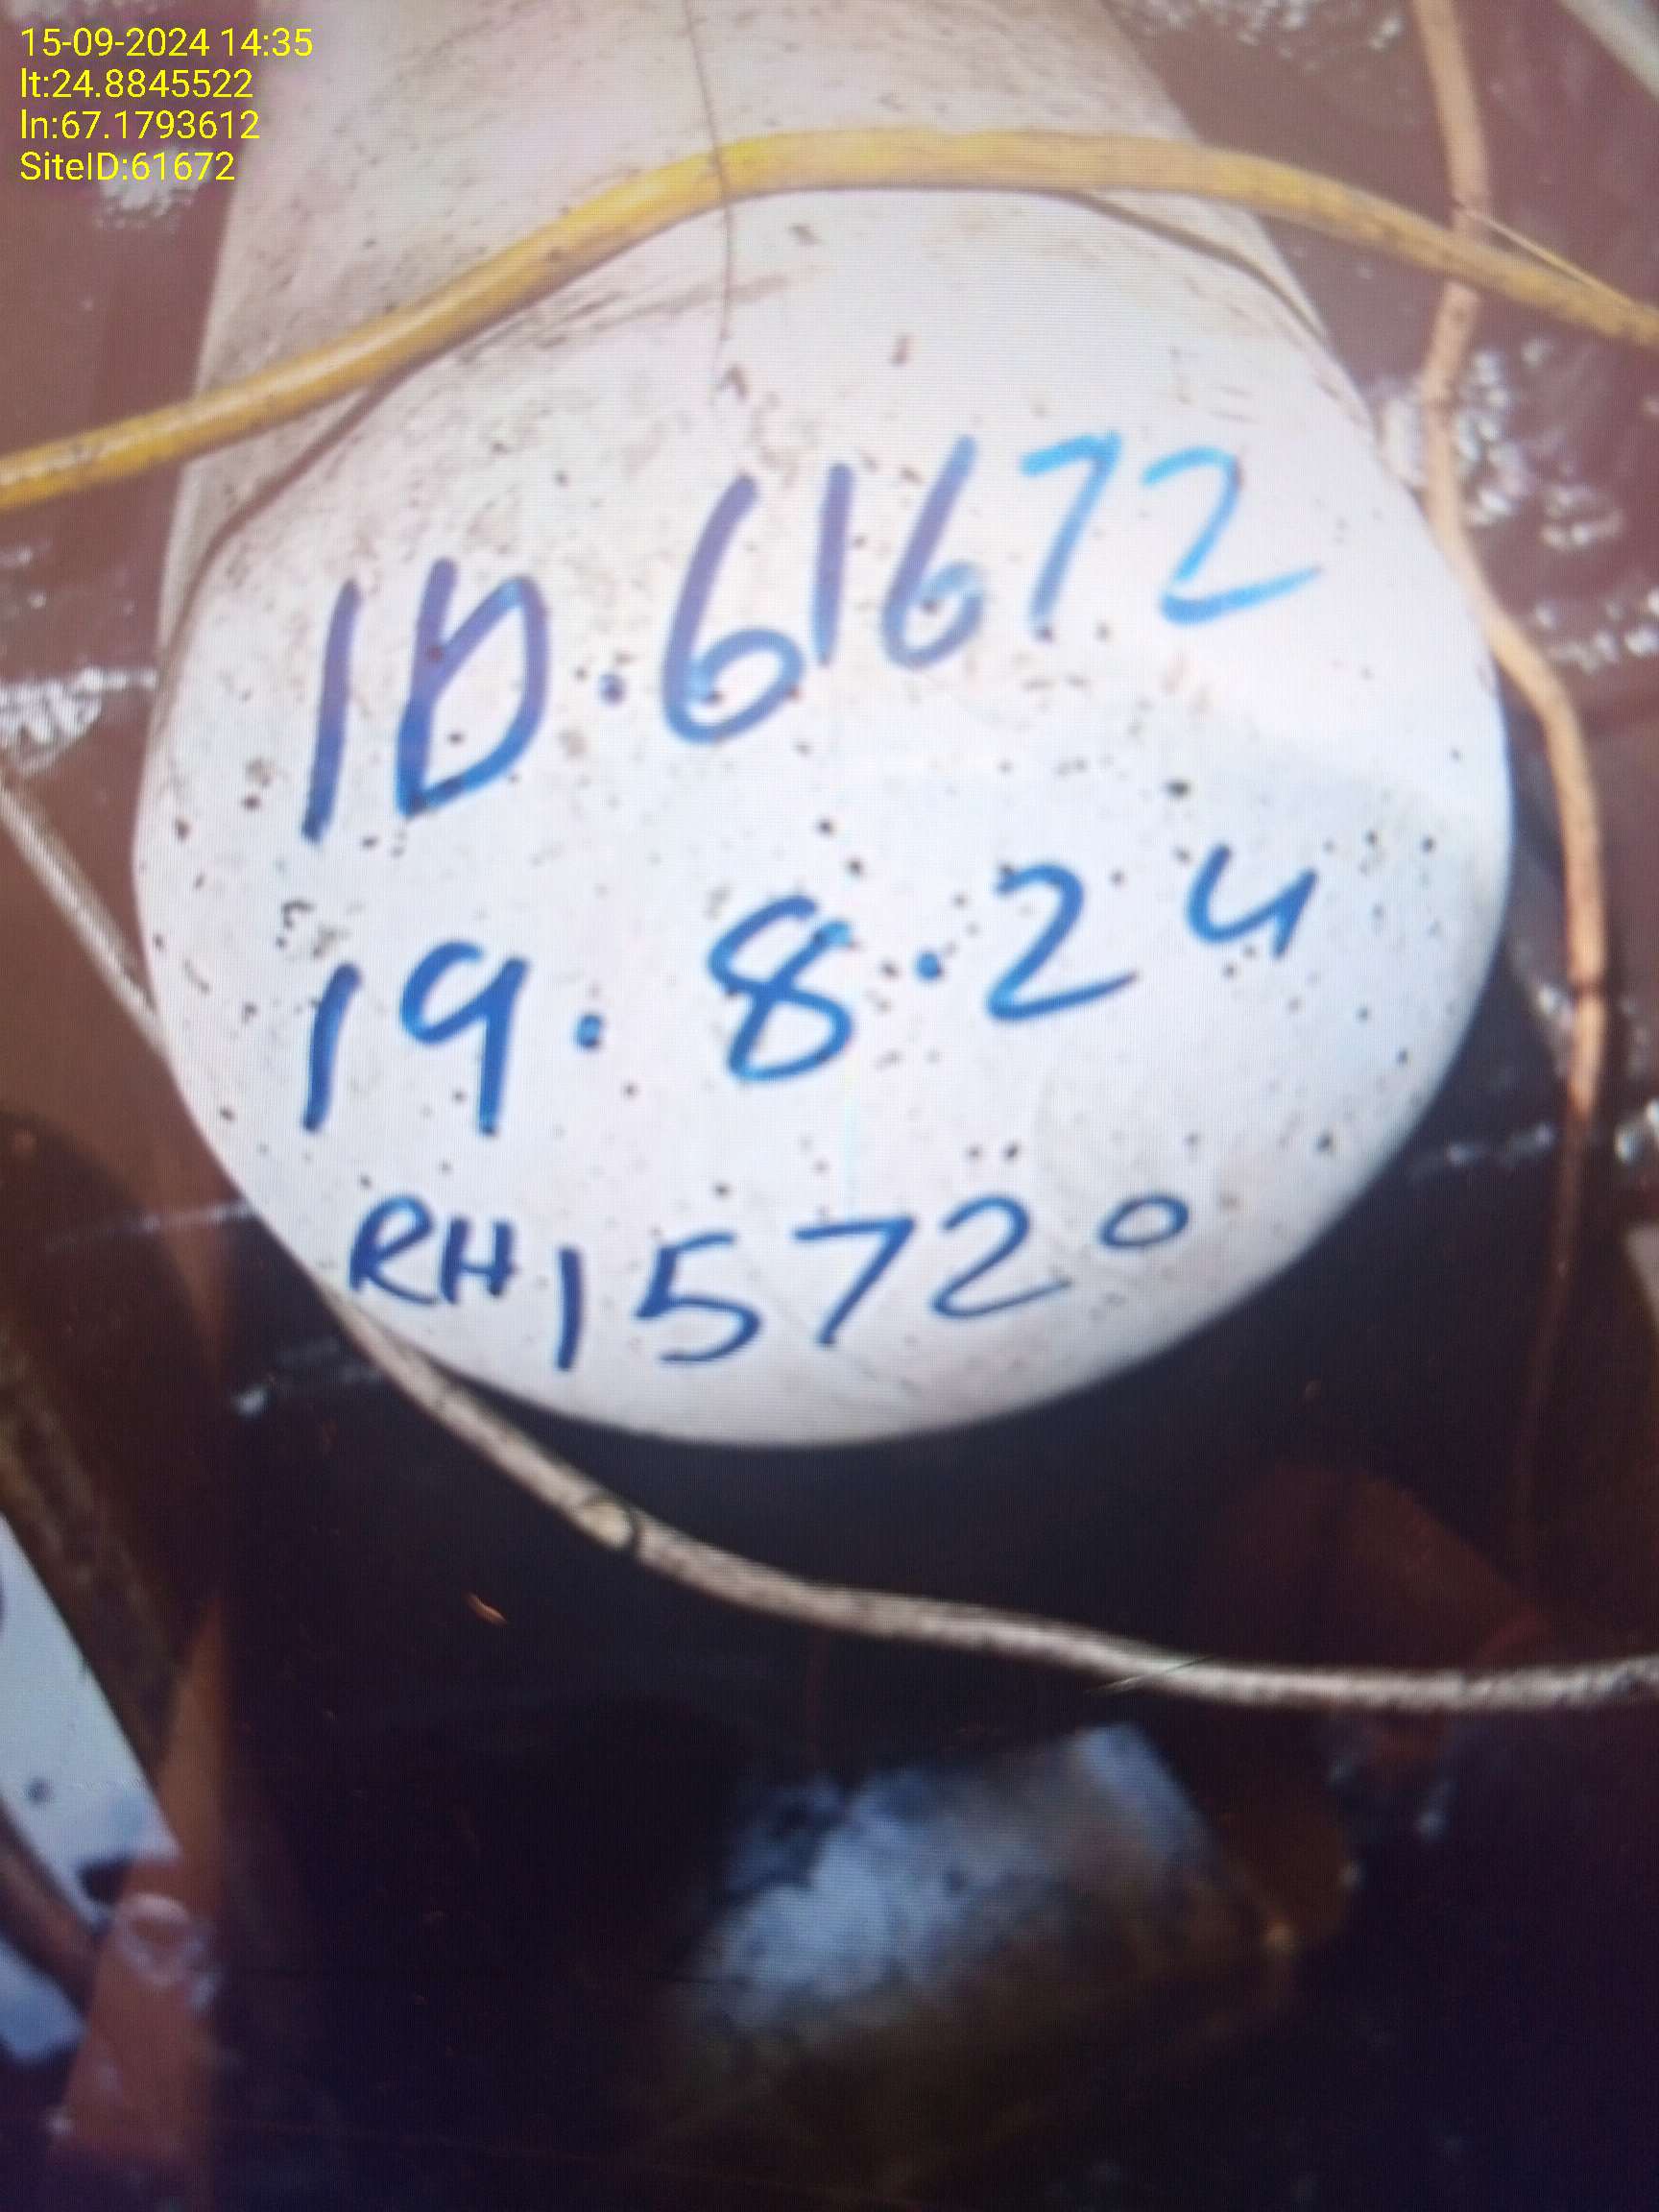 15-09-2024 14:35
lt:24.8845522
ln:67.1793612
SiteID:61672
ID.61672
19.8.24
RH 15720